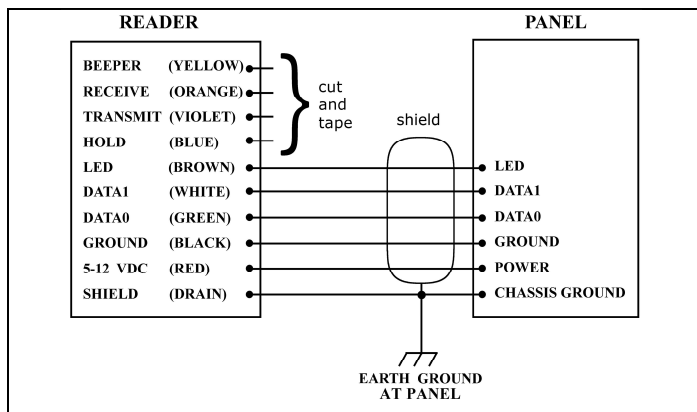 READER
PANEL
BEEPER (YELLOW)
RECEIVE (ORANGE)
TRANSMIT (VIOLET)
HOLD (BLUE)
LED (BROWN)
DATA1 (WHITE)
DATA0 (GREEN)
GROUND (BLACK)
5-12 VDC (RED)
SHIELD (DRAIN)
cut
and
tape
shield
LED
DATA1
DATA0
GROUND
POWER
CHASSIS GROUND
EARTH GROUND
AT PANEL